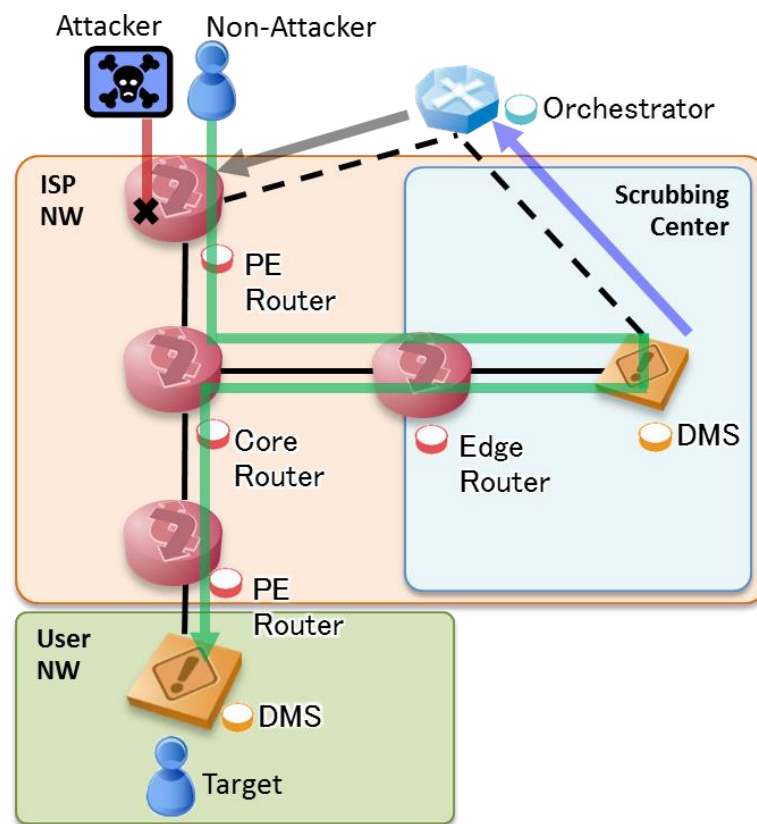 Attacker
Non-Attacker
Orchestrator
ISP
NW
Scrubbing
Center
PE
Router
Core
Router
Edge
Router
DMS
PE
Router
User
NW
DMS
Target